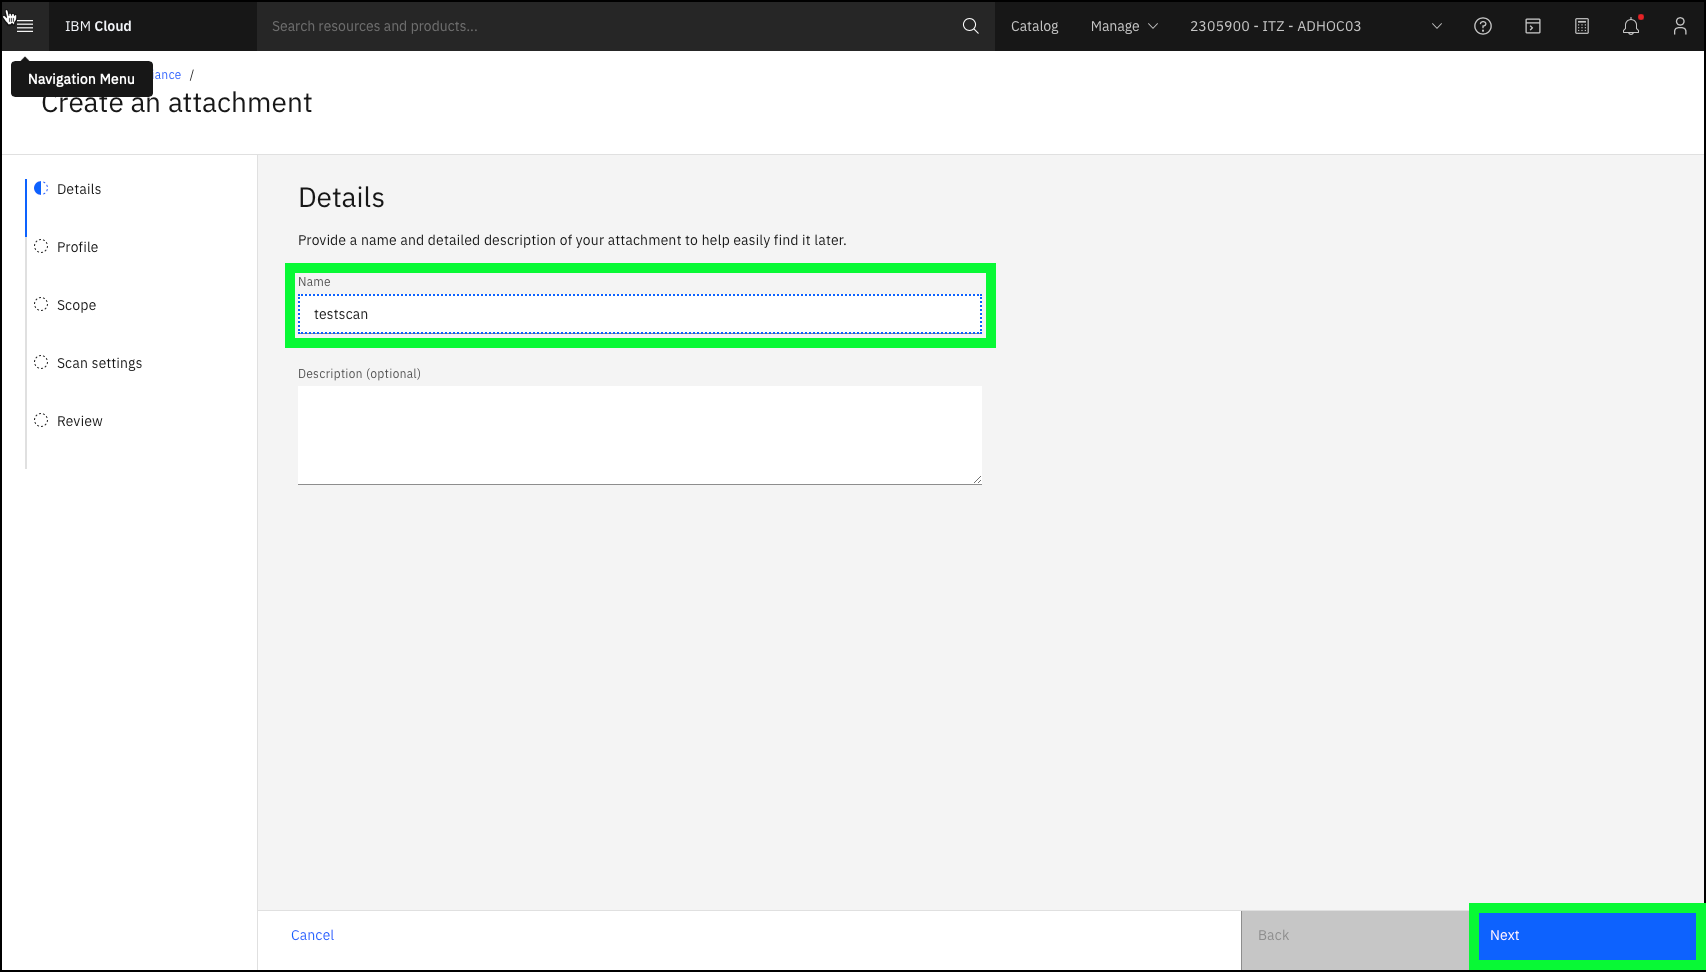 IBM Cloud
Search resources and products...
Catalog
Manage
2305900 - ITZ - ADHOC03
Navigation Menu
ance /
Create an attachment
Details
Profile
Scope
Scan settings
Review
Details
Provide a name and detailed description of your attachment to help easily find it later.
Name
testscan
Description (optional)
Cancel
Back
Next